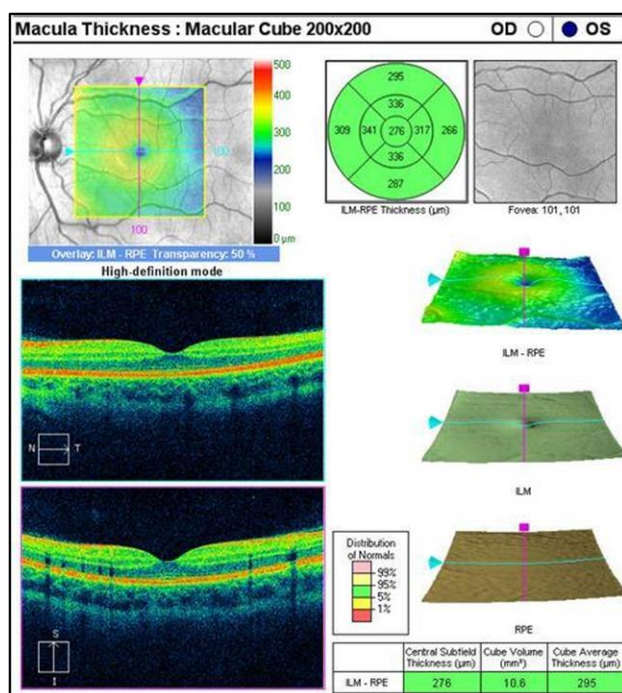 Macula Thickness : Macular Cube 200x200
OD OS
500
400
300
200
100
0 µm
100
100
Overlay: ILM - RPE Transparency: 50 %
295
336
309 341 276 317 266
336
287
ILM-RPE Thickness (µm)
Fovea: 101, 101
High-definition mode
N T
S
I
ILM - RPE
ILM
RPE
Distribution
of Normals
99%
95%
5%
1%
Central Subfield Thickness (µm)
Cube Volume (mm³)
Cube Average Thickness (µm)
ILM - RPE 276 10.6 295